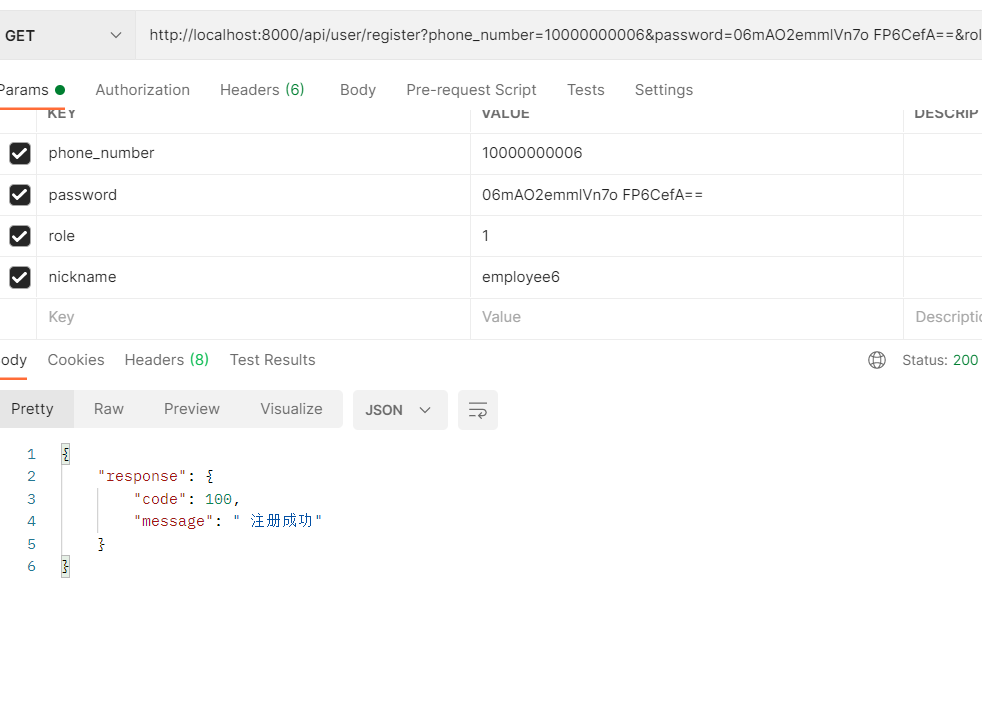 GET http://localhost:8000/api/user/register?phone_number=10000000006&password=06mAO2emmlVn7o FP6CefA==&rol
Params Authorization Headers (6) Body Pre-request Script Tests Settings
KEY VALUE DESCRIP
phone_number 10000000006
password 06mAO2emmlVn7o FP6CefA==
role 1
nickname employee6
Key Value Descriptio
ody Cookies Headers (8) Test Results Status: 200
Pretty Raw Preview Visualize JSON
1 {
2 "response": {
3 "code": 100,
4 "message": " 注册成功"
5 }
6 }